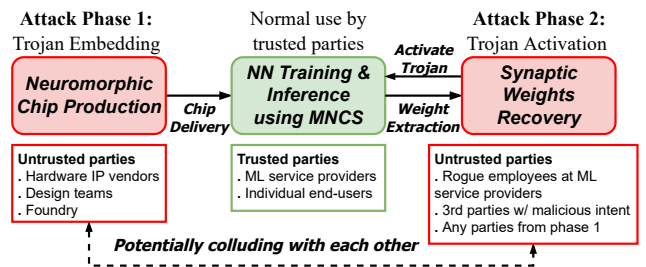 Attack Phase 1:
Trojan Embedding
Normal use by
trusted parties
Attack Phase 2:
Trojan Activation
Neuromorphic
Chip Production
Chip
Delivery
NN Training &
Inference
using MNCS
Activate
Trojan
Weight
Extraction
Synaptic
Weights
Recovery
Untrusted parties
. Hardware IP vendors
. Design teams
. Foundry
Trusted parties
. ML service providers
. Individual end-users
Untrusted parties
. Rogue employees at ML
service providers
. 3rd parties w/ malicious intent
. Any parties from phase 1
Potentially colluding with each other